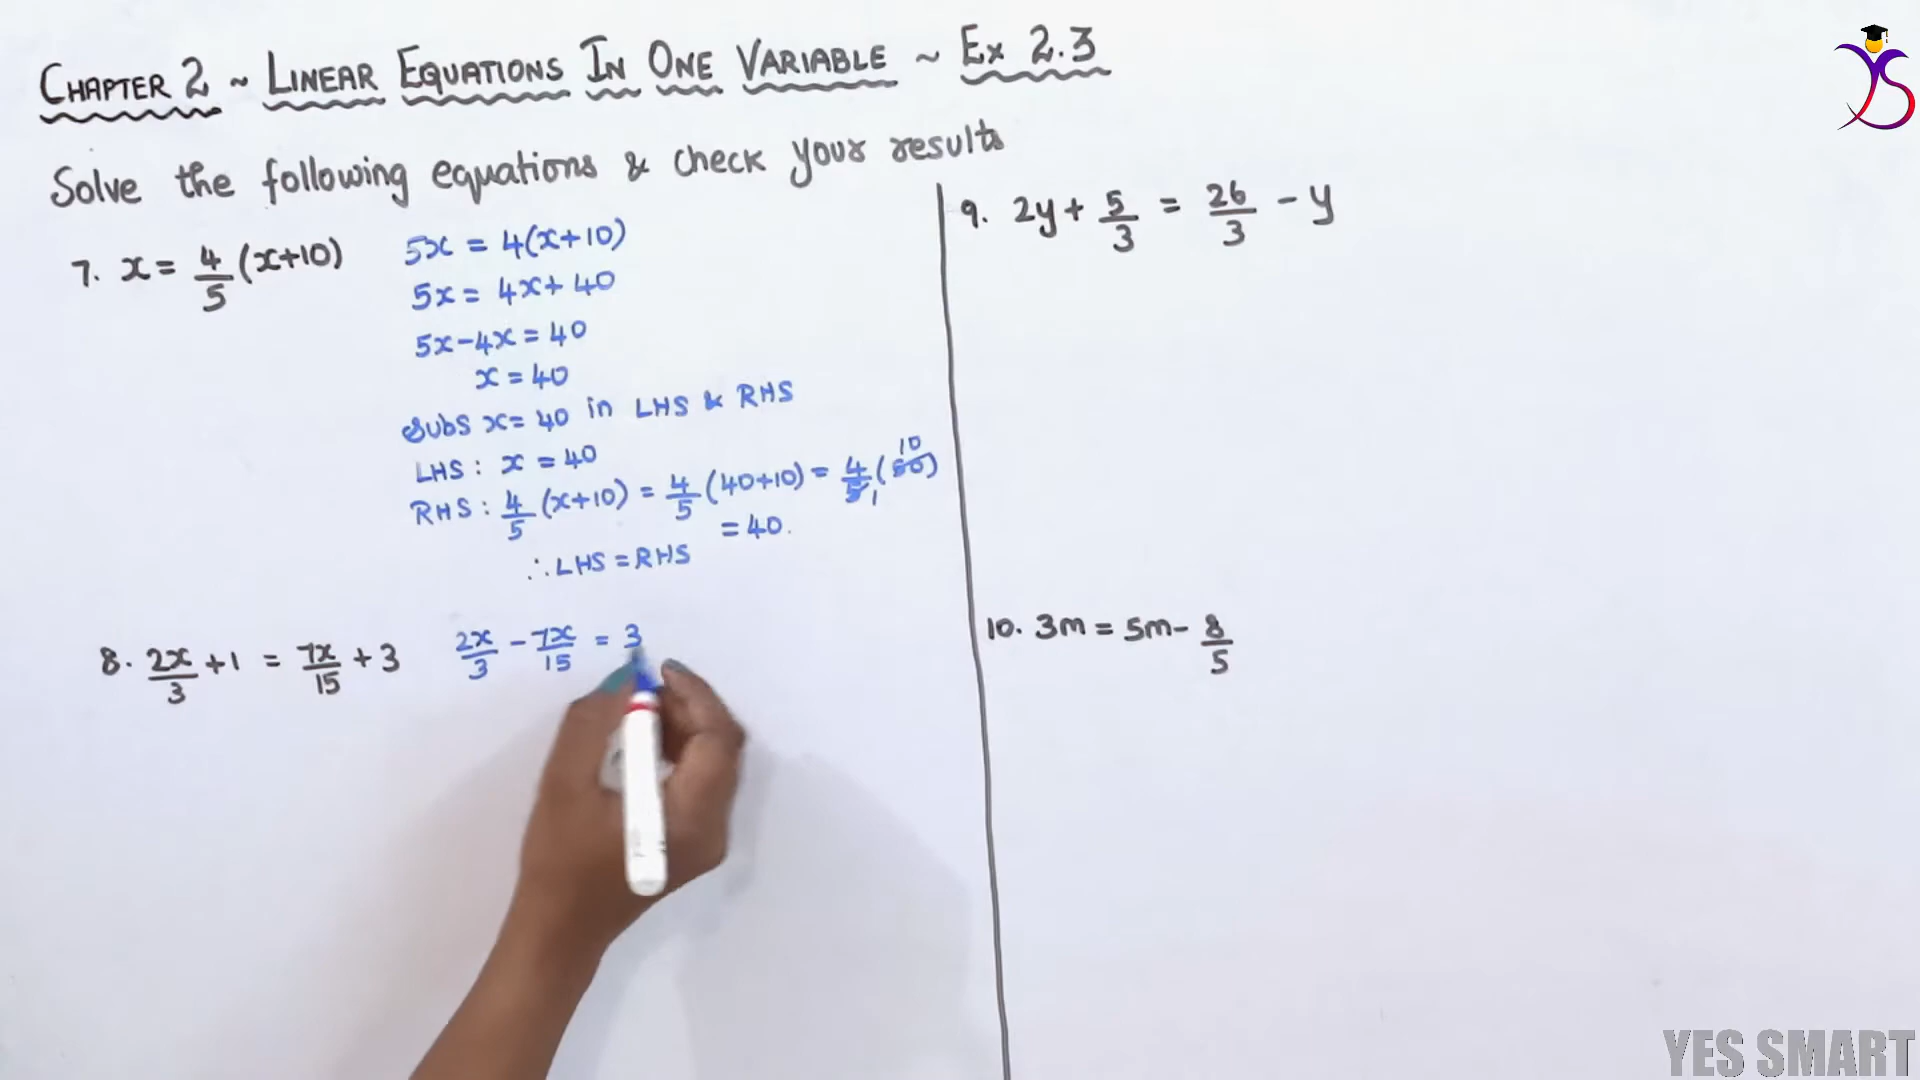 CHAPTER 2 ~ LINEAR EQUATIONS IN ONE VARIABLE ~ Ex 2.3
Solve the following equations & check your results
7. x = 4/5 (x+10)
5x = 4(x+10)
5x = 4x + 40
5x - 4x = 40
x = 40
Subs x = 40 in LHS & RHS
LHS : x = 40
RHS : 4/5 (x+10) = 4/5 (40+10) = 4/5 1 (50) 10
= 40.
∴ LHS = RHS
8. 2x/3 + 1 = 7x/15 + 3
2x/3 - 7x/15 = 3
9. 2y + 5/3 = 26/3 - y
10. 3m = 5m - 8/5
YS
YES SMART